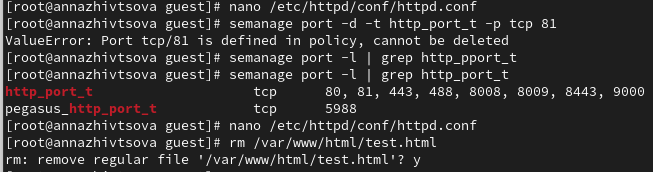 [root@annazhivtsova guest]# nano /etc/httpd/httpd.conf
[root@annazhivtsova guest]# semanage port -d -t http_port_t -p tcp 81
ValueError: Port tcp/81 is defined in policy, cannot be deleted
[root@annazhivtsova guest]# semanage port -l | grep http_pport_t
[root@annazhivtsova guest]# semanage port -l | grep http_port_t
http_port_t                    tcp      80, 81, 443, 488, 8008, 8009, 8443, 9000
pegasus_http_port_t            tcp      5988
[root@annazhivtsova guest]# nano /etc/httpd/conf/httpd.conf
[root@annazhivtsova guest]# rm /var/www/html/test.html
rm: remove regular file '/var/www/html/test.html'? y